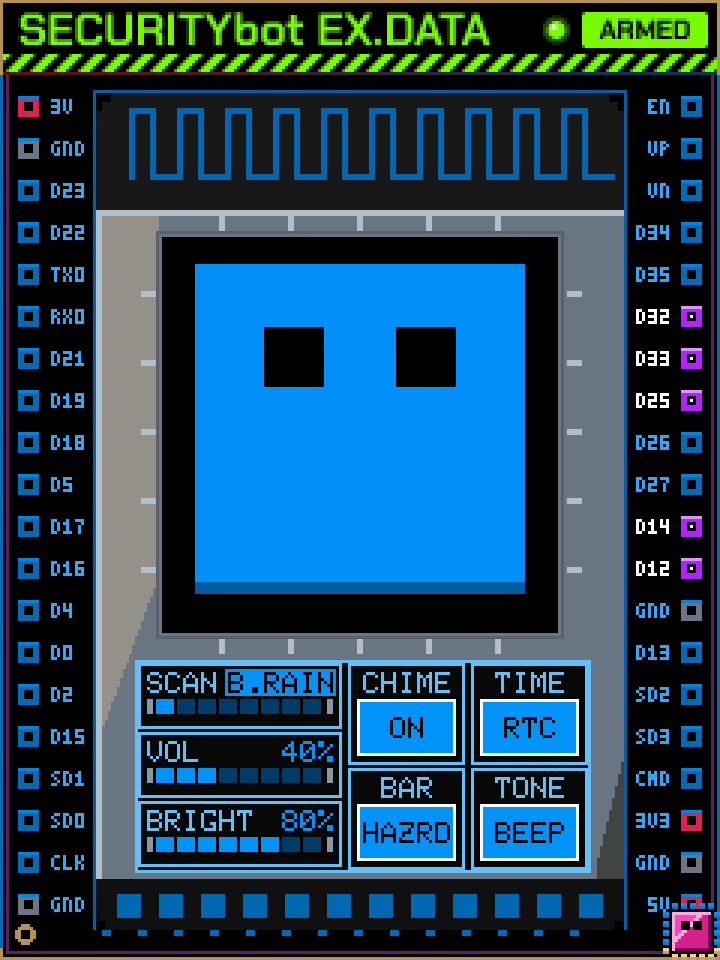 SECURITYbot EX.DATA ARMED
3V EN
GND VP
D23 VN
D22 D34
TX0 D35
RX0 D32
D21 D33
D19 D25
D18 D26
D5 D27
D17 D14
D16 D12
D4 GND
D0 D13
D2 SD2
D15 SD3
SD1 CMD
SD0 3V3
CLK GND
GND 5V
SCAN B.RAIN
VOL 40%
BRIGHT 80%
CHIME
ON
TIME
RTC
BAR
HAZRD
TONE
BEEP